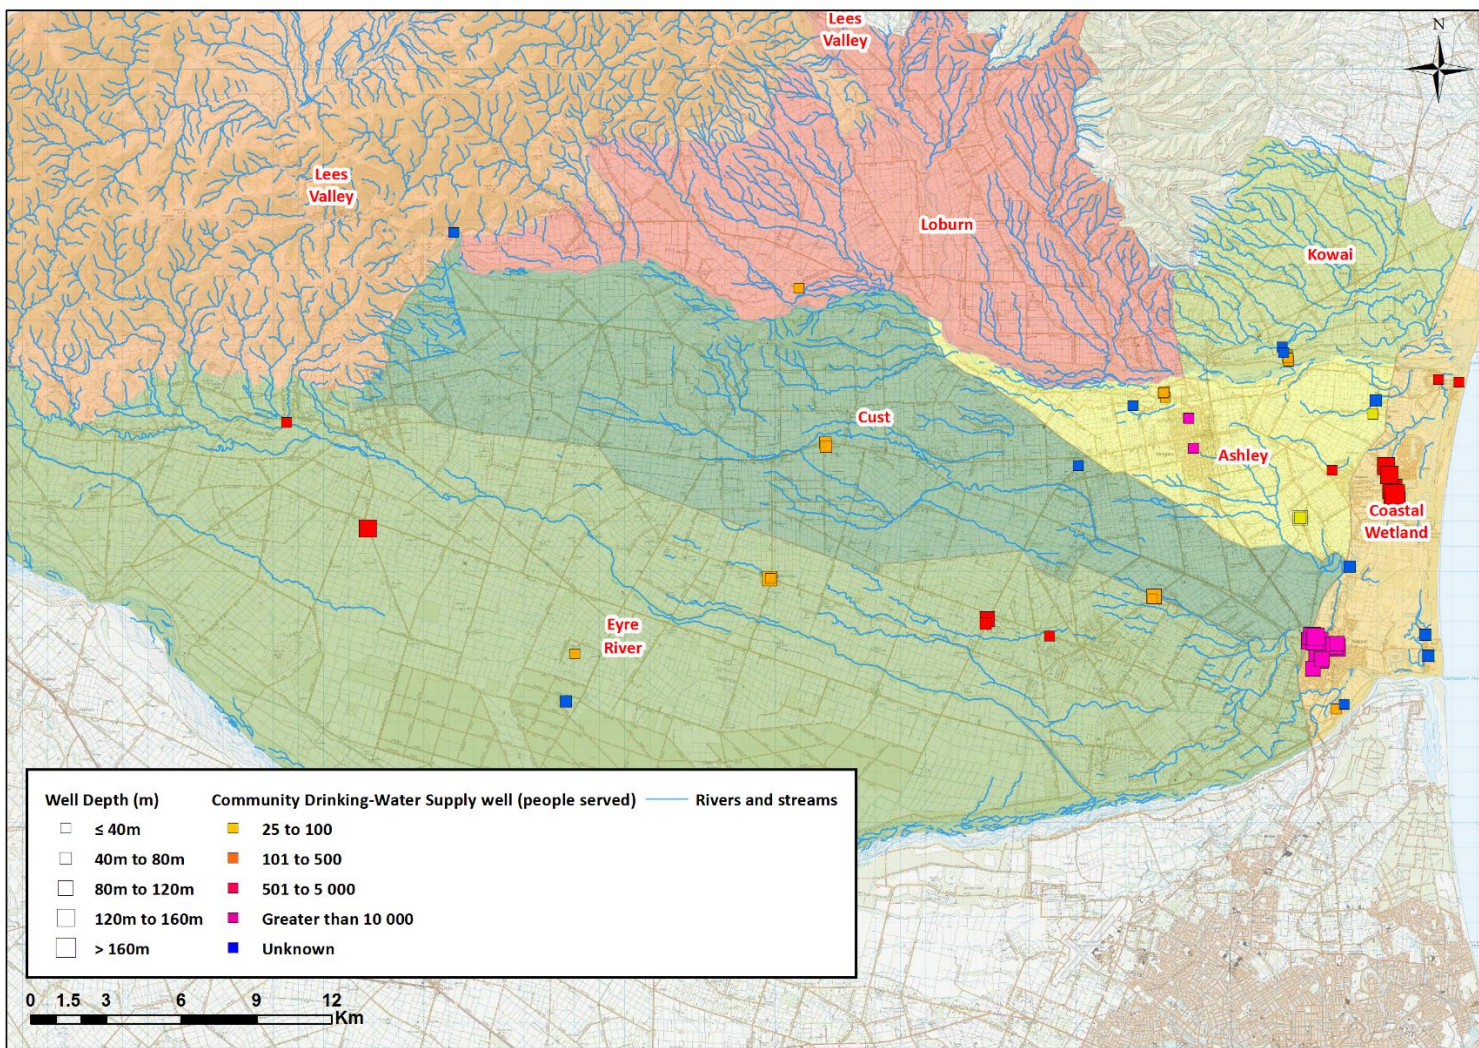 Lees
Valley
N
Lees
Valley
Loburn
Kowai
Cust
Ashley
Coastal
Wetland
Eyre
River
Well Depth (m)
Community Drinking-Water Supply well (people served)
Rivers and streams
≤ 40m
25 to 100
40m to 80m
101 to 500
80m to 120m
501 to 5 000
120m to 160m
Greater than 10 000
> 160m
Unknown
0 1.5 3 6 9 12
Km